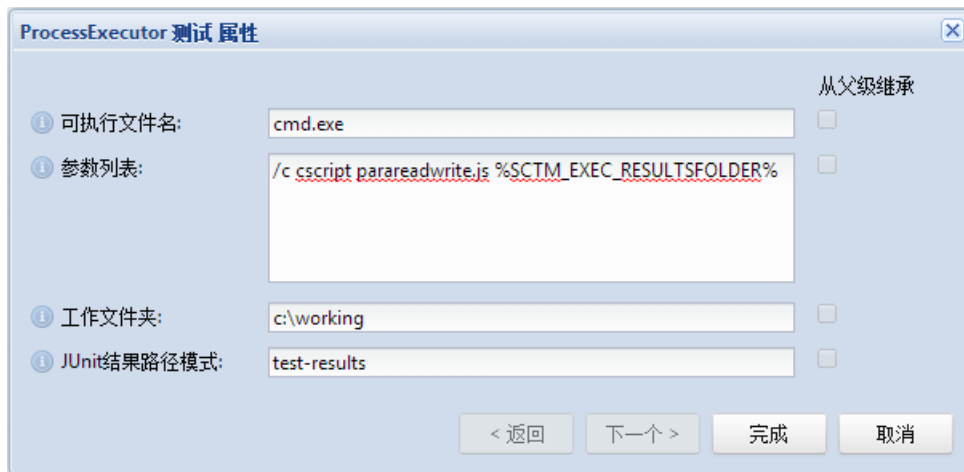 ProcessExecutor 测试 属性
从父级继承
可执行文件名:
cmd.exe
参数列表:
/c cscript parareadwrite.js %SCTM_EXEC_RESULTSFOLDER%
工作文件夹:
c:\working
JUnit结果路径模式:
test-results
< 返回
下一个 >
完成
取消